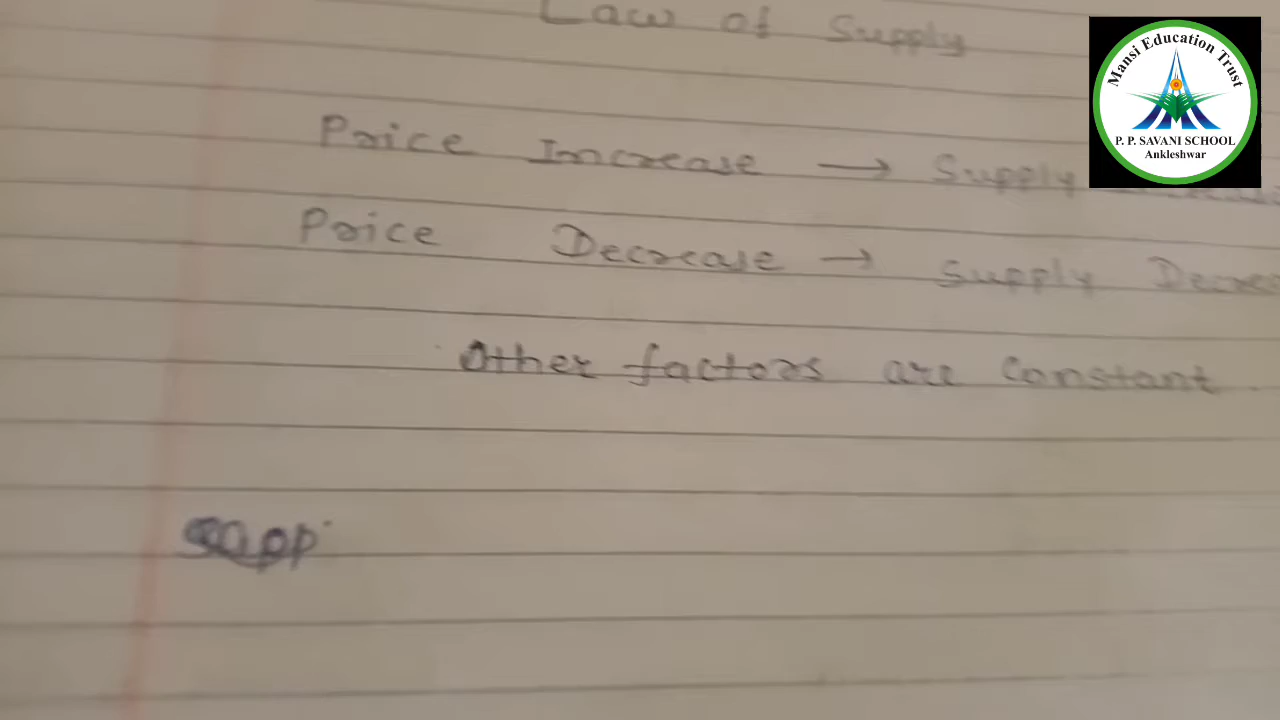 Law of Supply
Price Increase → Supply
Price Decrease → Supply Decrea
Other factors are constant.
Mansi Education Trust
P. P. SAVANI SCHOOL
Ankleshwar